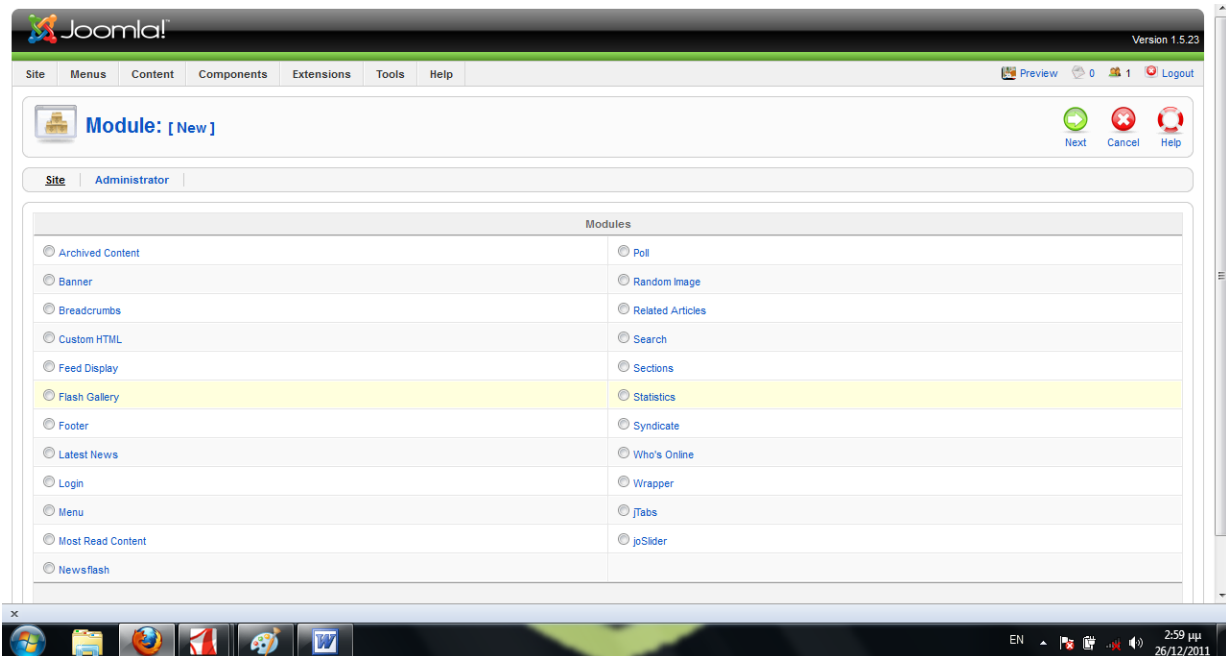 Joomla!
Version 1.5.23
Site Menus Content Components Extensions Tools Help Preview 0 1 Logout
Module: [ New ]
Next Cancel Help
Site Administrator
Modules
Archived Content Poll
Banner Random Image
Breadcrumbs Related Articles
Custom HTML Search
Feed Display Sections
Flash Gallery Statistics
Footer Syndicate
Latest News Who's Online
Login Wrapper
Menu jTabs
Most Read Content joSlider
Newsflash
x
EN 2:59 μμ
26/12/2011